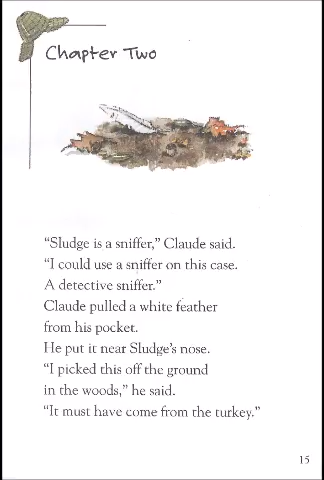 Chapter Two
“Sludge is a sniffer,” Claude said.
“I could use a sniffer on this case.
A detective sniffer.”
Claude pulled a white feather
from his pocket.
He put it near Sludge’s nose.
“I picked this off the ground
in the woods,” he said.
“It must have come from the turkey.”
15